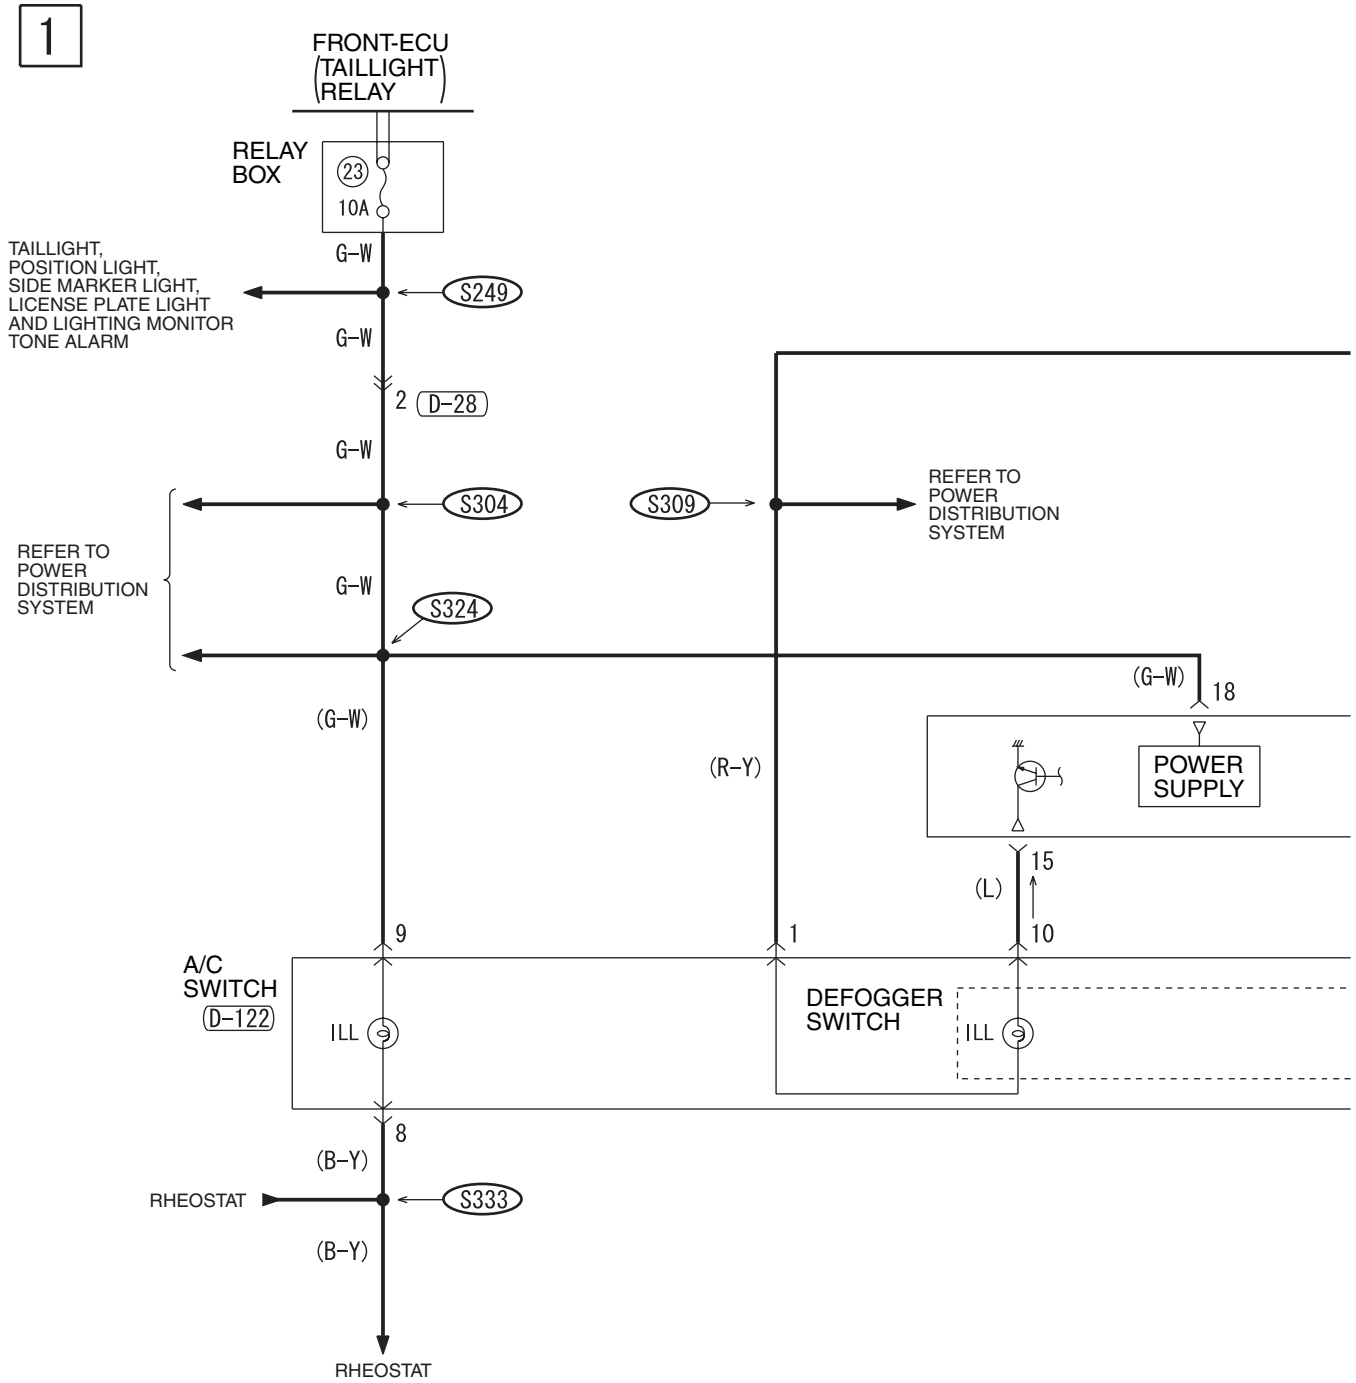 1
FRONT-ECU
(TAILLIGHT
RELAY)
RELAY
BOX
23
10A
G-W
TAILLIGHT,
POSITION LIGHT,
SIDE MARKER LIGHT,
LICENSE PLATE LIGHT
AND LIGHTING MONITOR
TONE ALARM
S249
G-W
2
D-28
G-W
S304
S309
REFER TO
POWER
DISTRIBUTION
SYSTEM
REFER TO
POWER
DISTRIBUTION
SYSTEM
G-W
S324
(G-W)
18
(G-W)
(R-Y)
POWER
SUPPLY
15
(L)
9
1
10
A/C
SWITCH
D-122
ILL
DEFOGGER
SWITCH
ILL
8
(B-Y)
RHEOSTAT
S333
(B-Y)
RHEOSTAT